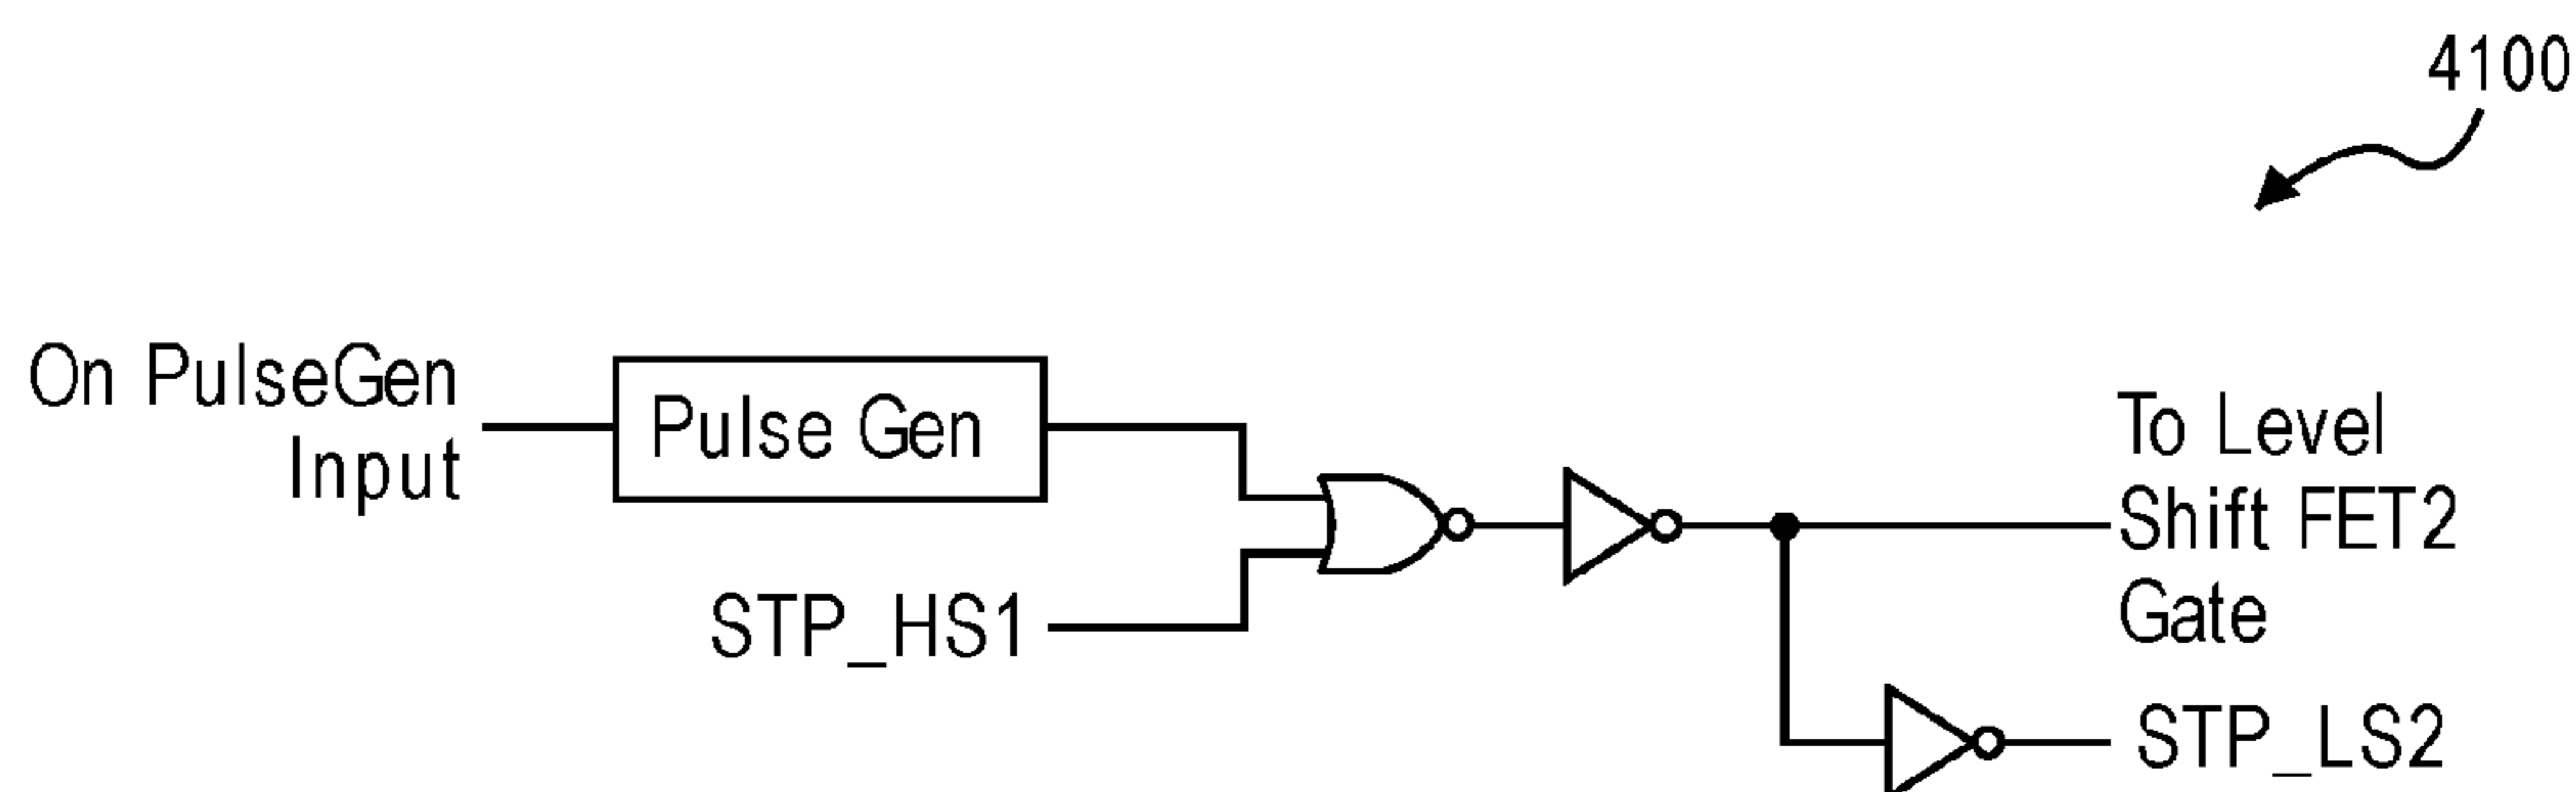 4100
On PulseGen
Input
Pulse Gen
STP_HS1
To Level
Shift FET2
Gate
STP_LS2